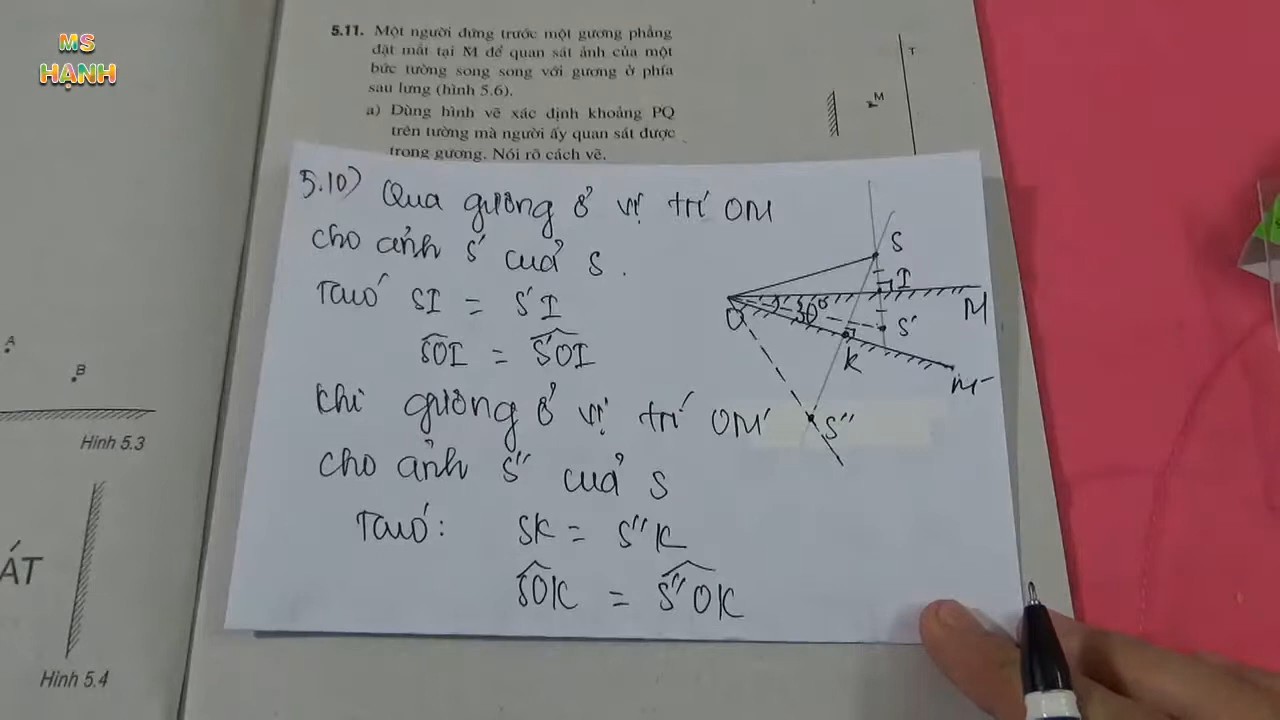 MS
HẠNH
5.11. Một người đứng trước một gương phẳng
đặt mắt tại M để quan sát ảnh của một
bức tường song song với gương ở phía
sau lưng (hình 5.6).
a) Dùng hình vẽ xác định khoảng PQ
trên tường mà người ấy quan sát được
trong gương. Nói rõ cách vẽ.
T
M
5.10) Qua gương ở vị trí OM
cho ảnh S' của S.
Ta có SI = S'I
SOI = S'OI
Khi gương ở vị trí OM'
cho ảnh S" của S
Ta có: SK = S"K
SOK = S"OK
S
I
M
O
30°
S'
K
M'
S"
A
B
Hình 5.3
ÁT
Hình 5.4